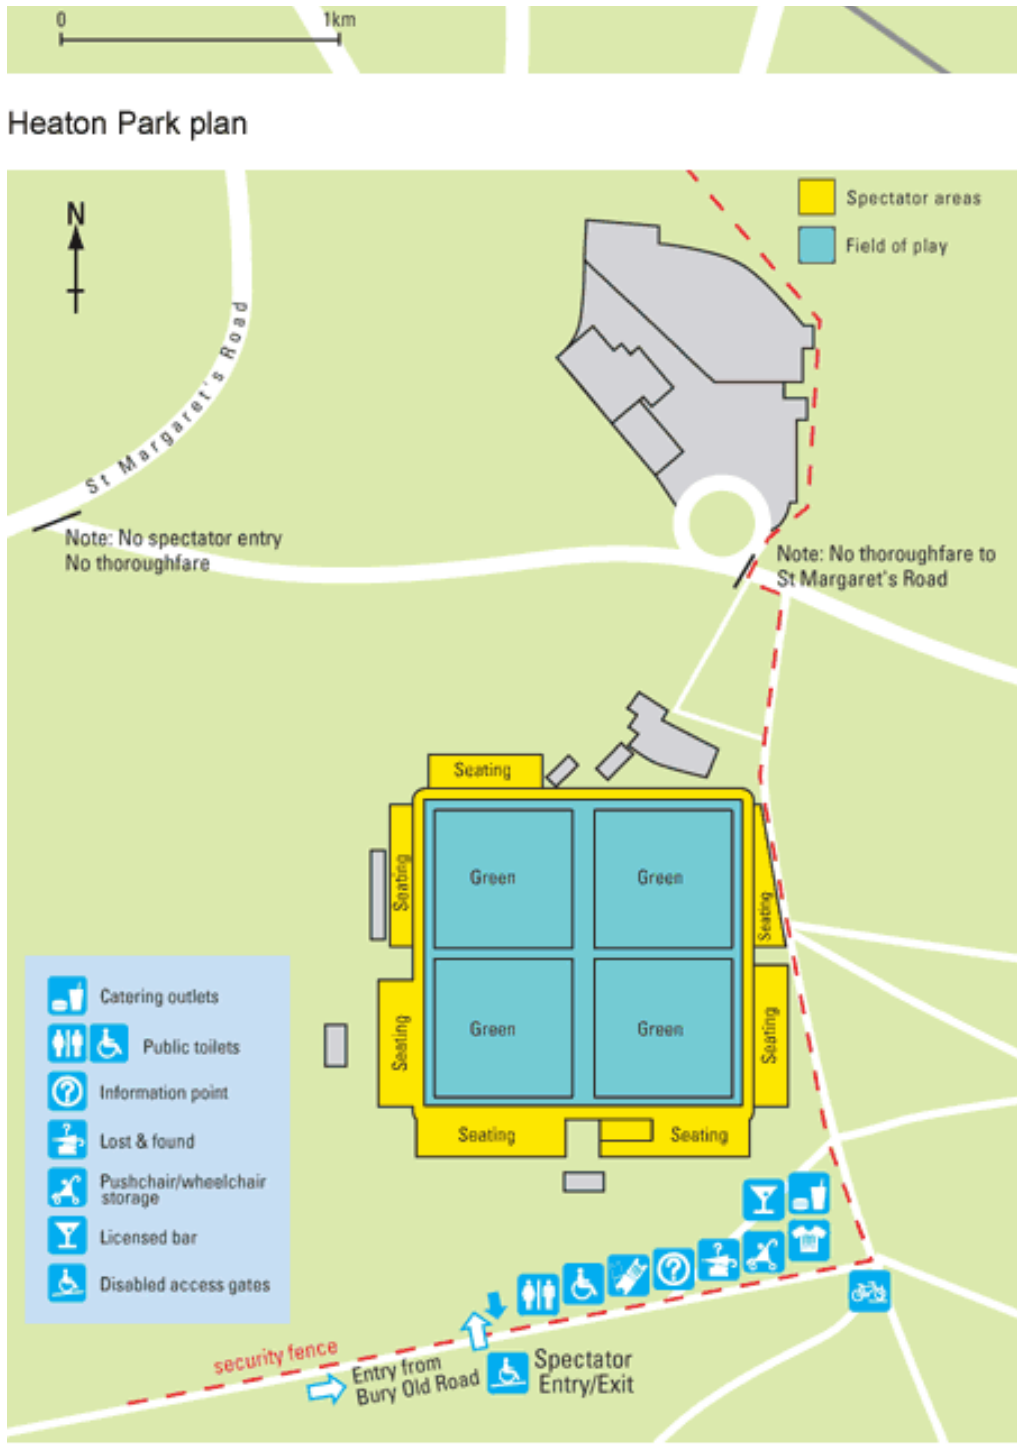 0 1km
Heaton Park plan
N
Spectator areas
Field of play
St Margaret's Road
Note: No spectator entry
No thoroughfare
Note: No thoroughfare to
St Margaret's Road
Seating
Seating
Seating
Green
Green
Green
Green
Seating
Seating
Seating
Seating
Catering outlets
Public toilets
Information point
Lost & found
Pushchair/wheelchair
storage
Licensed bar
Disabled access gates
security fence
Entry from
Bury Old Road
Spectator
Entry/Exit